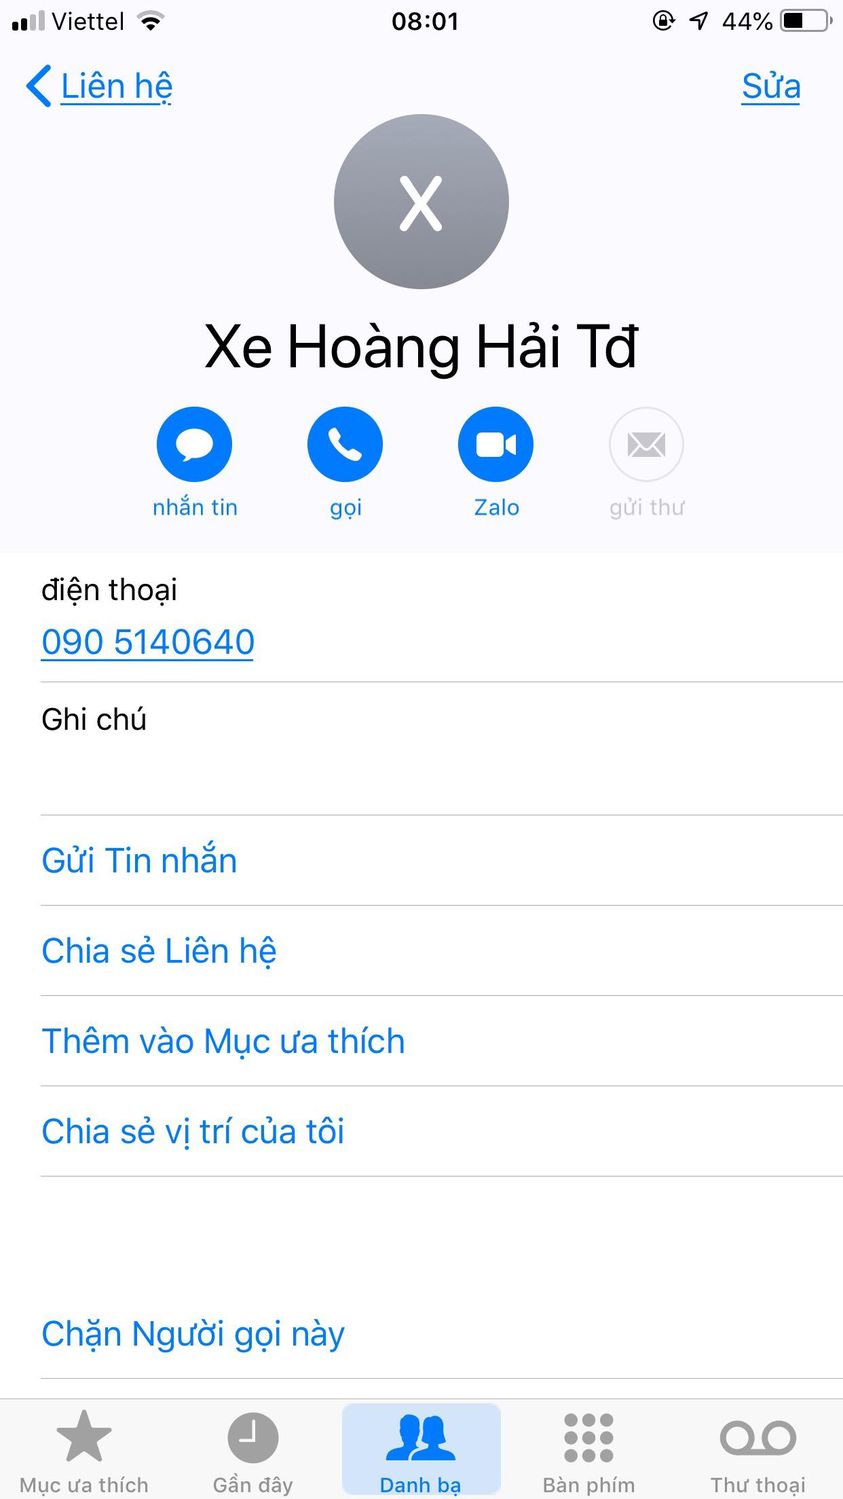 Viettel 08:01 44%
Liên hệ Sửa
X
Xe Hoàng Hải Tđ
nhắn tin gọi Zalo gửi thư
điện thoại
090 5140640
Ghi chú
Gửi Tin nhắn
Chia sẻ Liên hệ
Thêm vào Mục ưa thích
Chia sẻ vị trí của tôi
Chặn Người gọi này
Mục ưa thích Gần đây Danh bạ Bàn phím Thư thoại